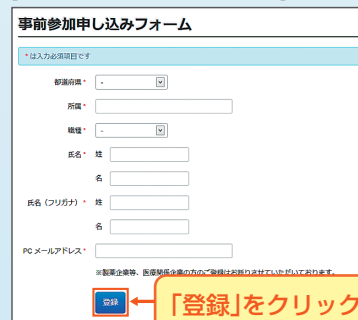 事前参加申し込みフォーム
*は入力必須項目です
都道府県* -
所属*
職種* -
氏名* 姓
名
氏名（フリガナ）* 姓
名
PC メールアドレス*
※製薬企業等、医療関係企業の方のご登録はお断りさせていただいております。
登録
「登録」をクリック